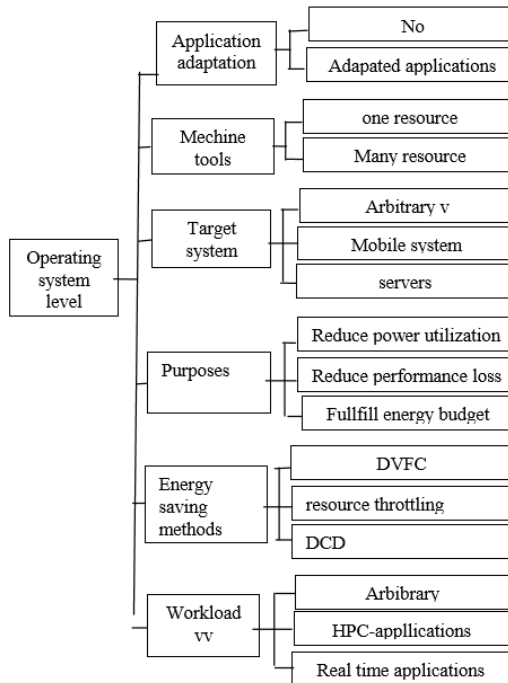 Application
adaptation
No
Adapated applications
Mechine
tools
one resource
Many resource
Operating
system
level
Target
system
Arbitrary v
Mobile system
servers
Purposes
Reduce power utilization
Reduce performance loss
Fullfill energy budget
Energy
saving
methods
DVFC
resource throttling
DCD
Workload
vv
Arbibrary
HPC-appllications
Real time applications